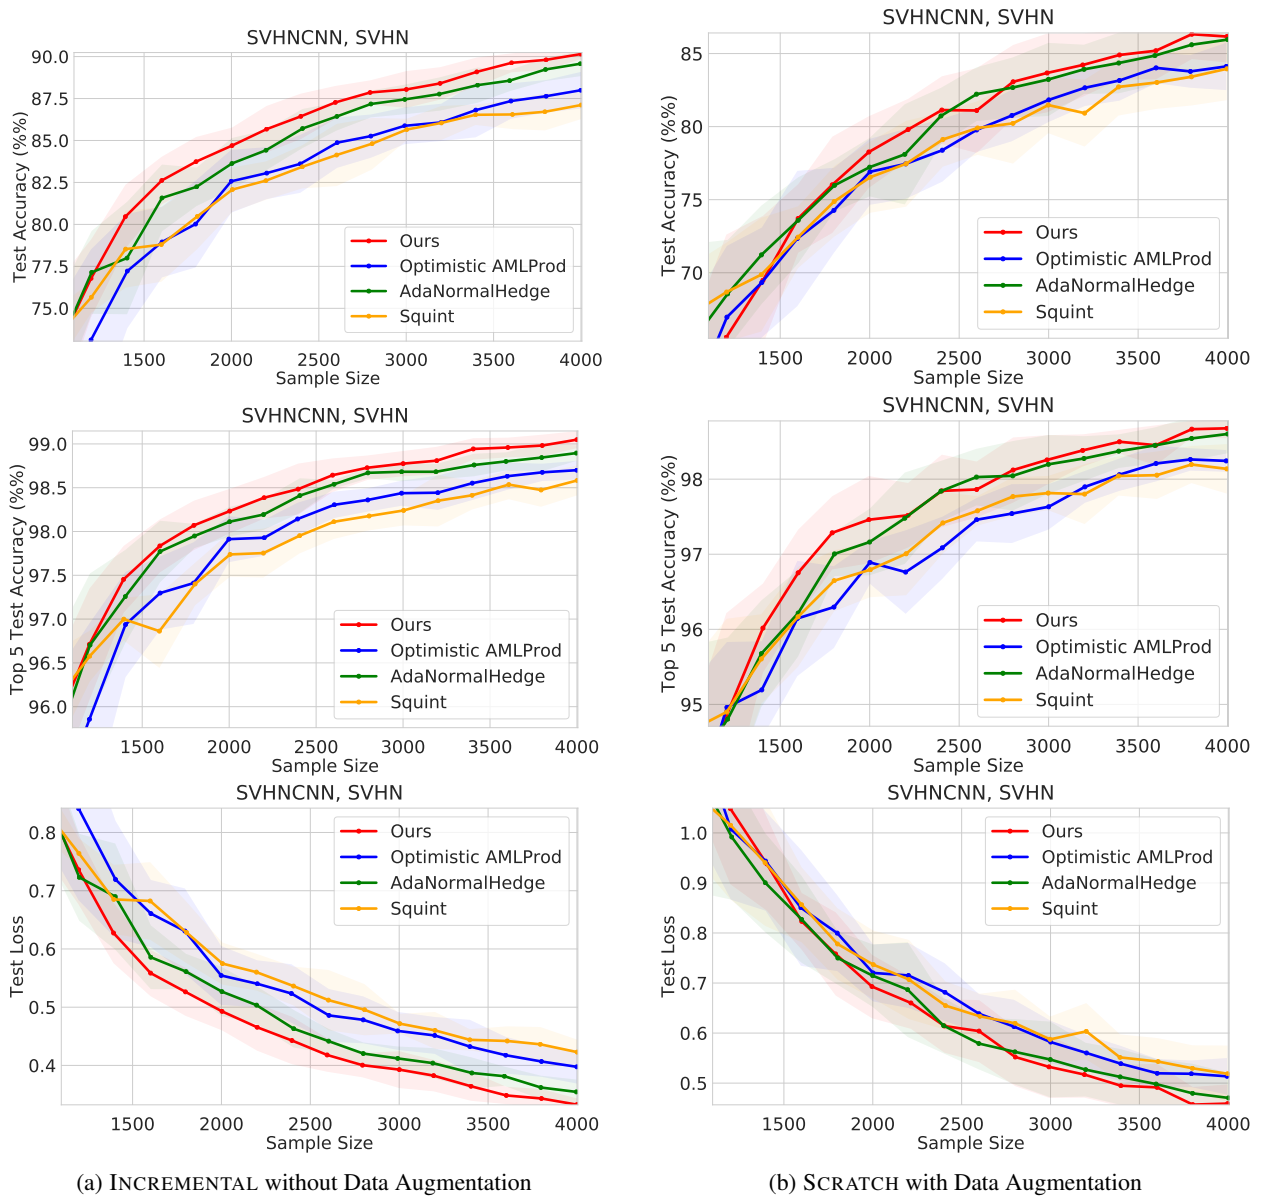 SVHNCNN, SVHN
Test Accuracy (%%)
90.0
87.5
85.0
82.5
80.0
77.5
75.0
Ours
Optimistic AMLProd
AdaNormalHedge
Squint
1500 2000 2500 3000 3500 4000
Sample Size
SVHNCNN, SVHN
Test Accuracy (%%)
85
80
75
70
Ours
Optimistic AMLProd
AdaNormalHedge
Squint
1500 2000 2500 3000 3500 4000
Sample Size
SVHNCNN, SVHN
Top 5 Test Accuracy (%%)
99.0
98.5
98.0
97.5
97.0
96.5
96.0
Ours
Optimistic AMLProd
AdaNormalHedge
Squint
1500 2000 2500 3000 3500 4000
Sample Size
SVHNCNN, SVHN
Top 5 Test Accuracy (%%)
98
97
96
95
Ours
Optimistic AMLProd
AdaNormalHedge
Squint
1500 2000 2500 3000 3500 4000
Sample Size
SVHNCNN, SVHN
Test Loss
0.8
0.7
0.6
0.5
0.4
Ours
Optimistic AMLProd
AdaNormalHedge
Squint
1500 2000 2500 3000 3500 4000
Sample Size
SVHNCNN, SVHN
Test Loss
1.0
0.9
0.8
0.7
0.6
0.5
Ours
Optimistic AMLProd
AdaNormalHedge
Squint
1500 2000 2500 3000 3500 4000
Sample Size
(a) INCREMENTAL without Data Augmentation
(b) SCRATCH with Data Augmentation